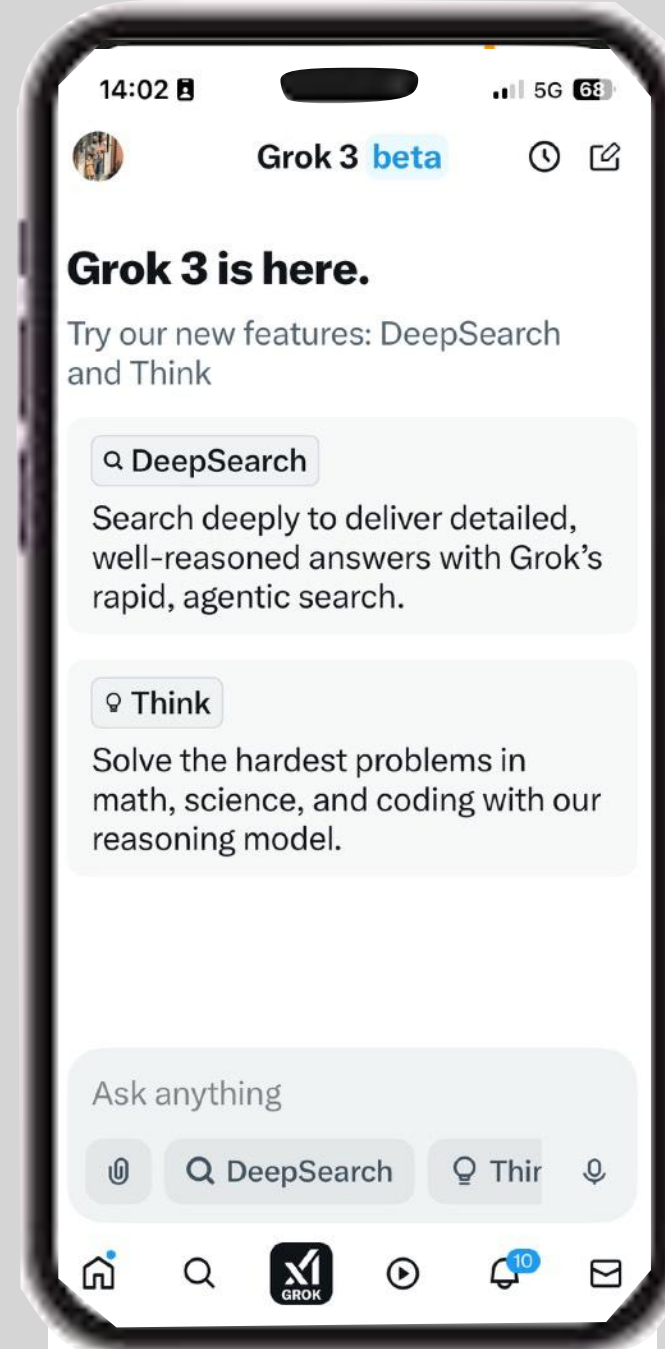 14:02
5G 68
Grok 3 beta
Grok 3 is here.
Try our new features: DeepSearch
and Think
DeepSearch
Search deeply to deliver detailed,
well-reasoned answers with Grok’s
rapid, agentic search.
Think
Solve the hardest problems in
math, science, and coding with our
reasoning model.
Ask anything
DeepSearch
Thin
GROK
10